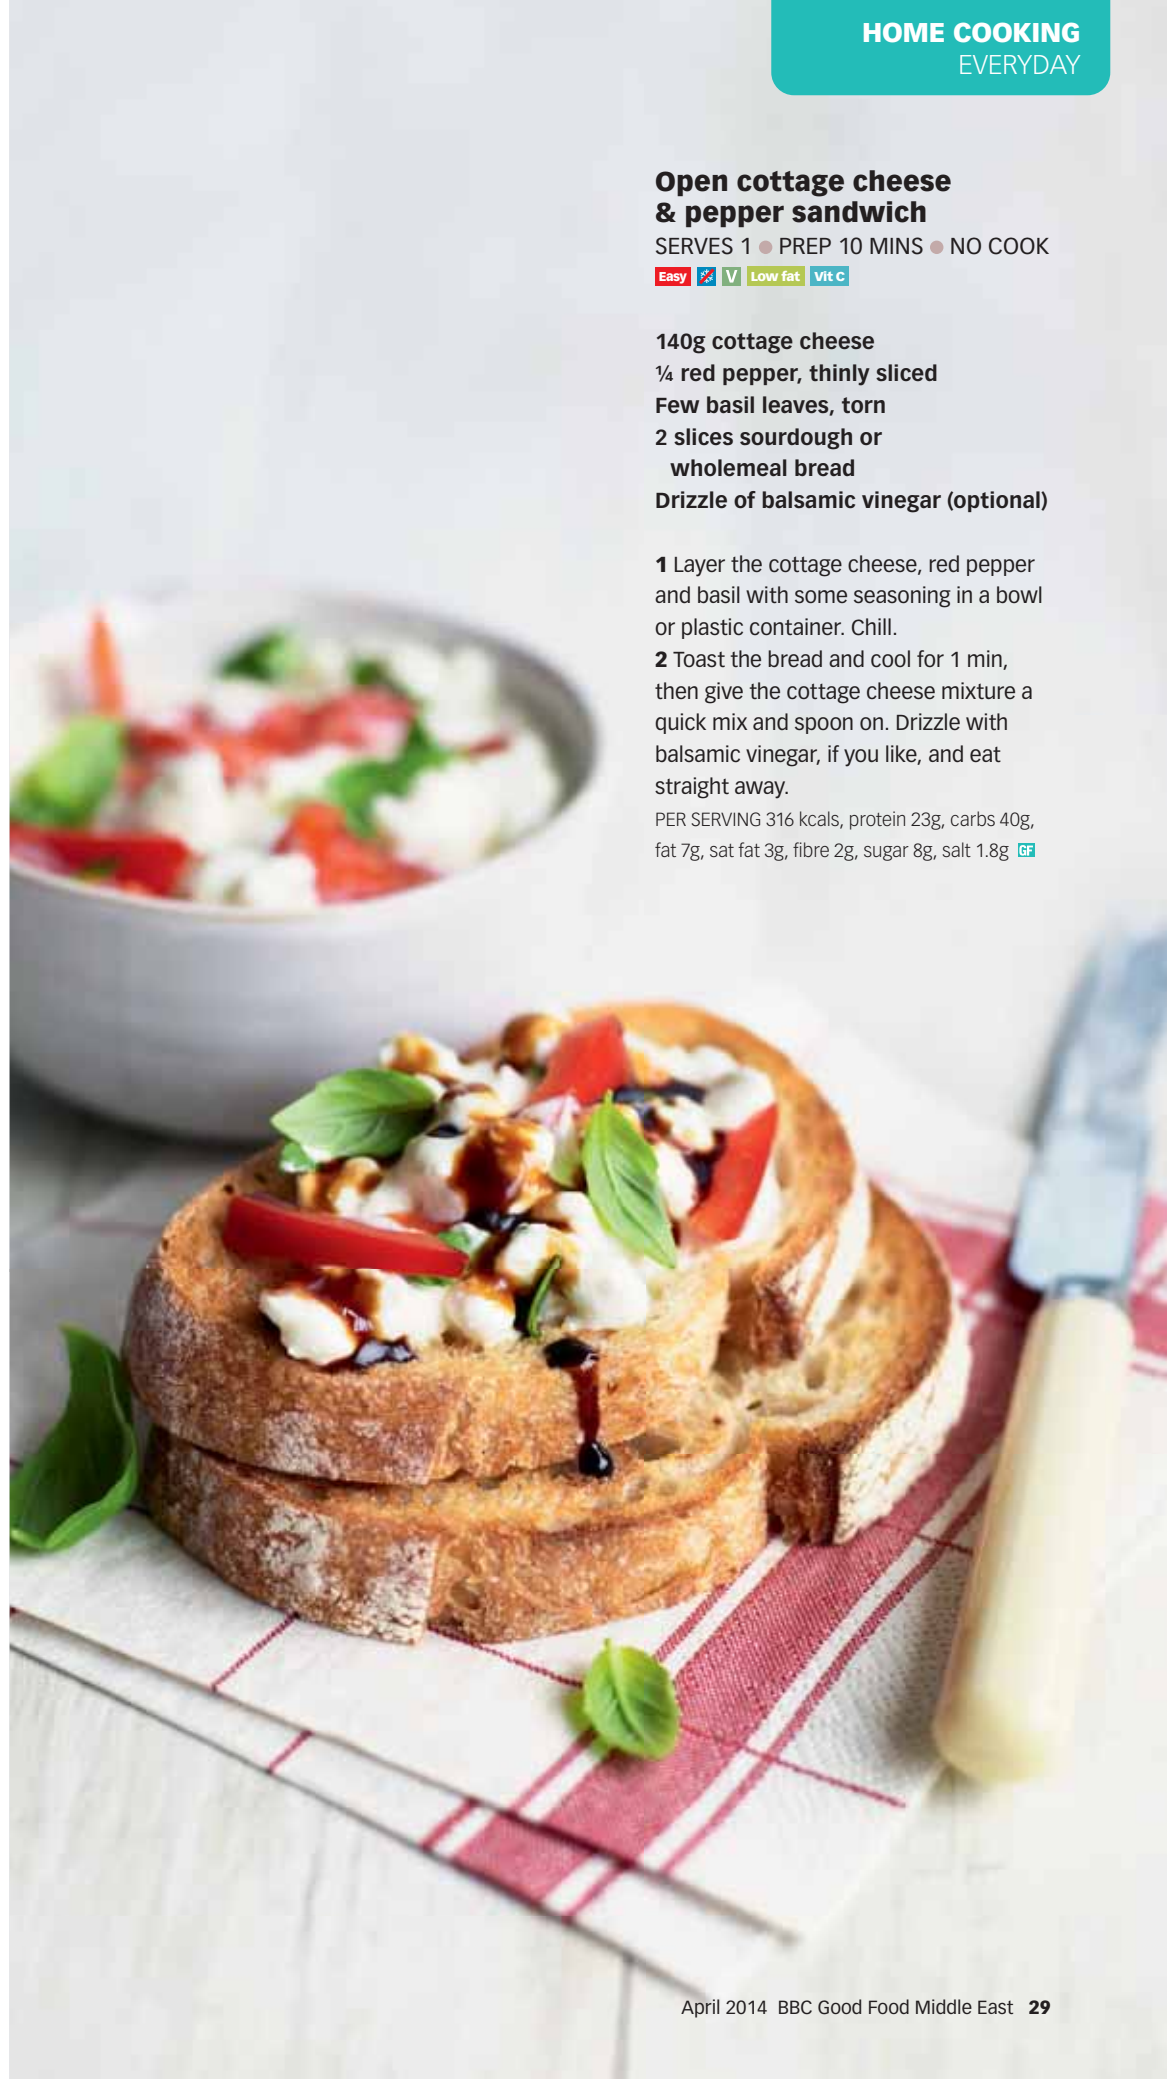 HOME COOKING
EVERYDAY
Open cottage cheese
& pepper sandwich
SERVES 1 ● PREP 10 MINS ● NO COOK
Easy V Low fat Vit C
140g cottage cheese
¼ red pepper, thinly sliced
Few basil leaves, torn
2 slices sourdough or
wholemeal bread
Drizzle of balsamic vinegar (optional)
1 Layer the cottage cheese, red pepper
and basil with some seasoning in a bowl
or plastic container. Chill.
2 Toast the bread and cool for 1 min,
then give the cottage cheese mixture a
quick mix and spoon on. Drizzle with
balsamic vinegar, if you like, and eat
straight away.
PER SERVING 316 kcals, protein 23g, carbs 40g,
fat 7g, sat fat 3g, fibre 2g, sugar 8g, salt 1.8g GF
April 2014 BBC Good Food Middle East 29